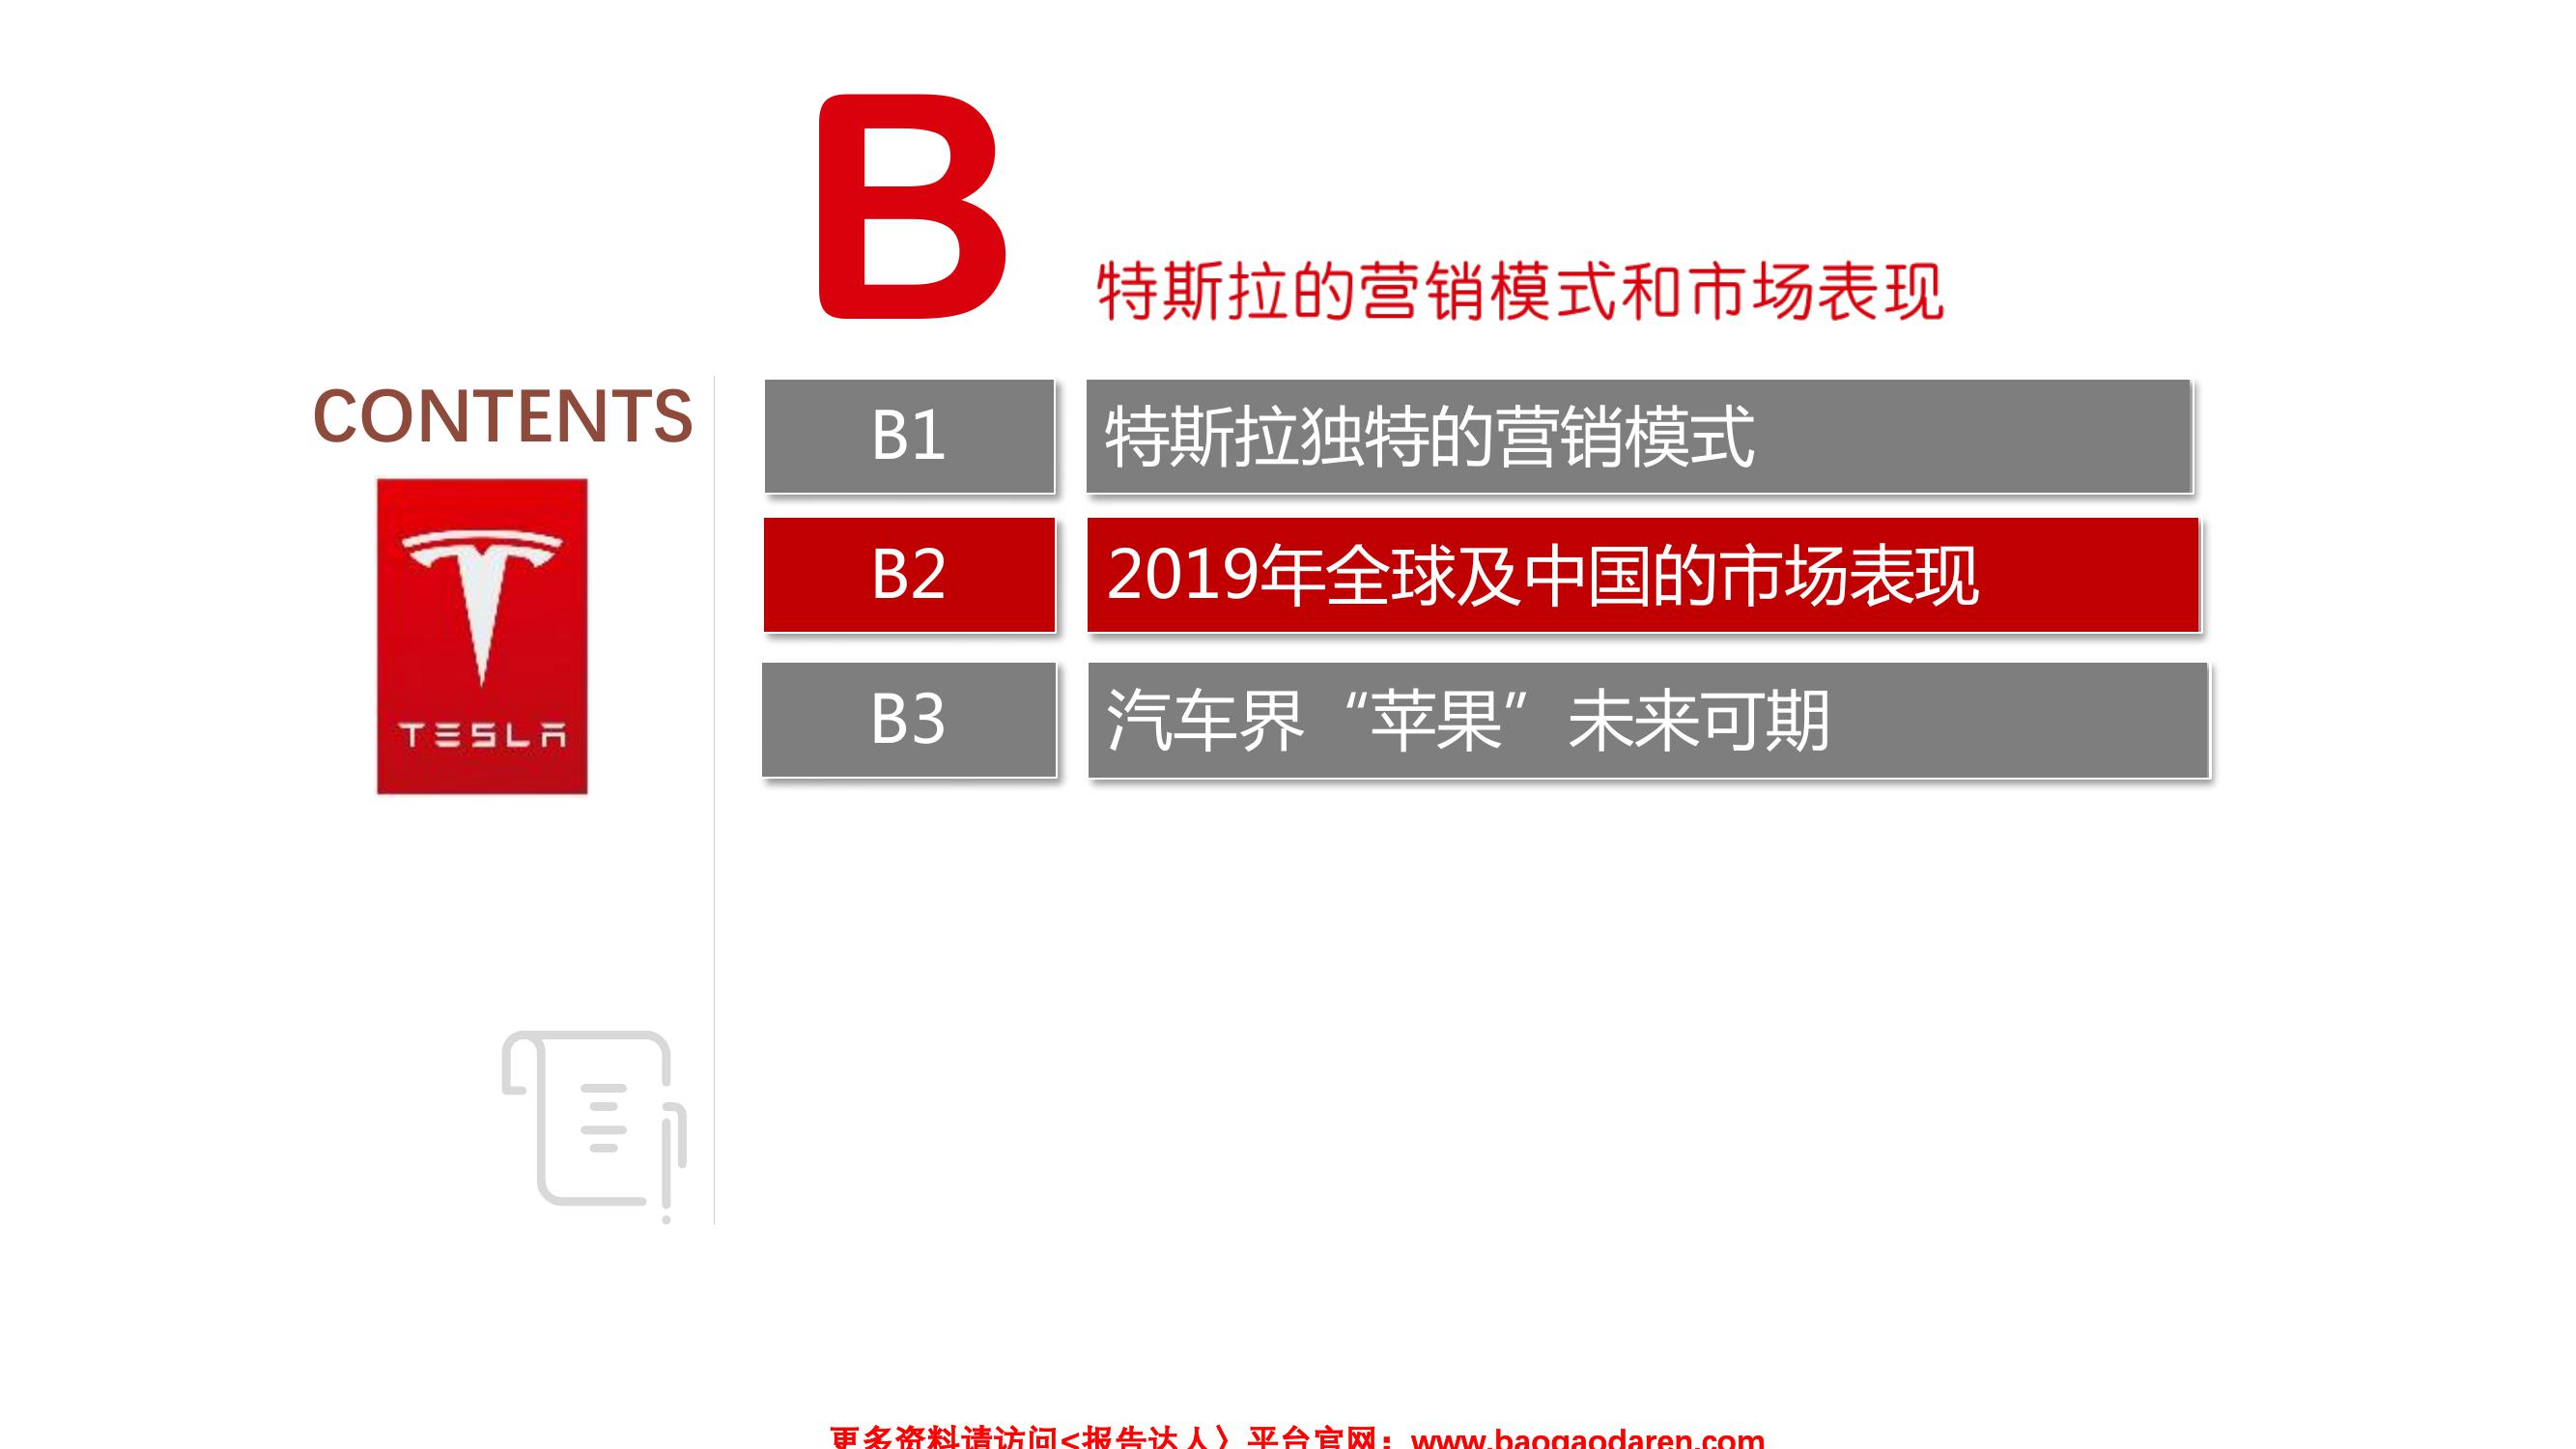 B
特斯拉的营销模式和市场表现
CONTENTS
TESLA
B1 特斯拉独特的营销模式
B2 2019年全球及中国的市场表现
B3 汽车界“苹果”未来可期
更多资料请访问<报告达人〉平台官网：www.baogaodaren.com